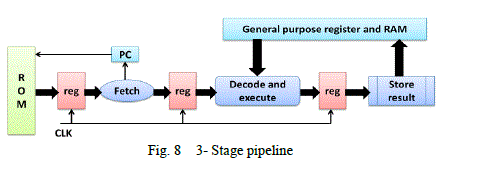 General purpose register and RAM
PC
R
O
M
reg
Fetch
reg
Decode and
execute
reg
Store
result
CLK
Fig. 8 3- Stage pipeline